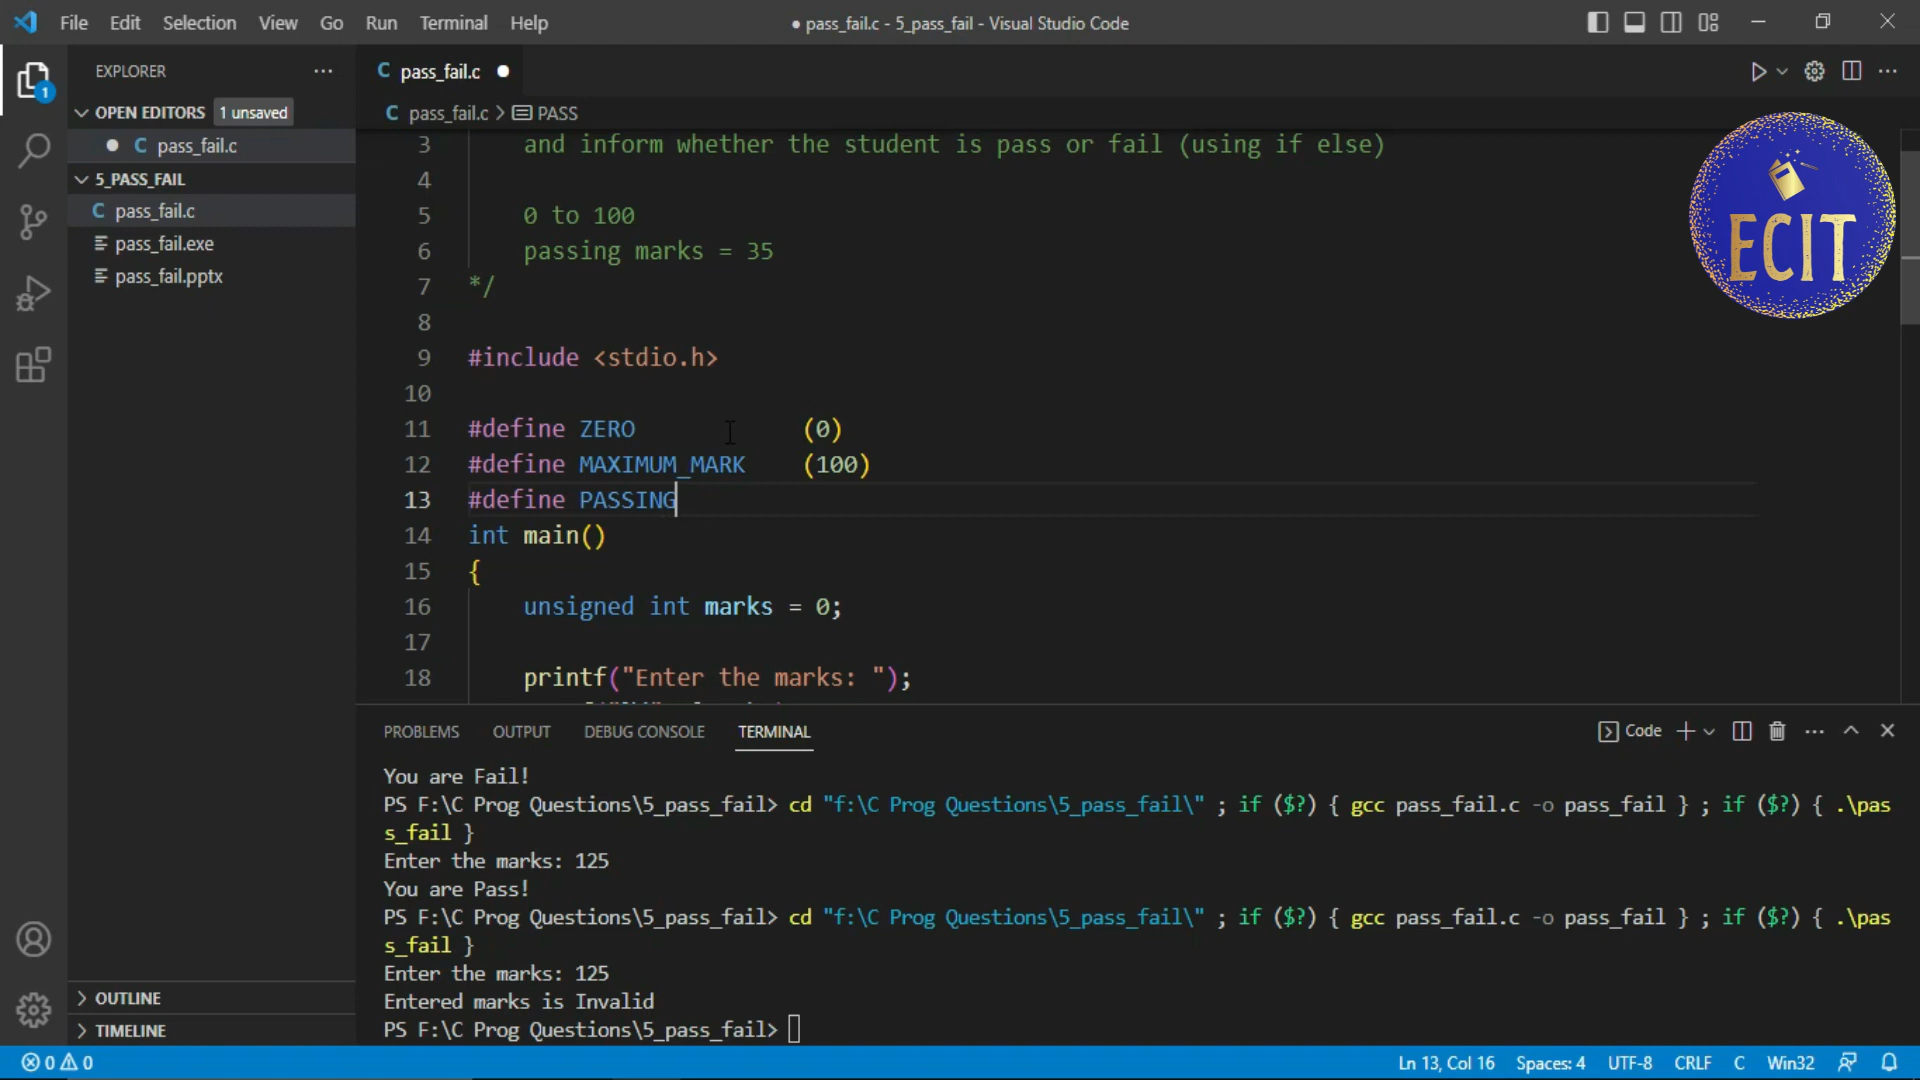 File Edit Selection View Go Run Terminal Help
● pass_fail.c - 5_pass_fail - Visual Studio Code
EXPLORER
OPEN EDITORS 1 unsaved
C pass_fail.c
5_PASS_FAIL
C pass_fail.c
pass_fail.exe
pass_fail.pptx
OUTLINE
TIMELINE
1
C pass_fail.c
C pass_fail.c > PASS
3 and inform whether the student is pass or fail (using if else)
4
5 0 to 100
6 passing marks = 35
7 */
8
9 #include <stdio.h>
10
11 #define ZERO (0)
12 #define MAXIMUM_MARK (100)
13 #define PASSING
14 int main()
15 {
16 unsigned int marks = 0;
17
18 printf("Enter the marks: ");
ECIT
PROBLEMS OUTPUT DEBUG CONSOLE TERMINAL
Code
You are Fail!
PS F:\C Prog Questions\5_pass_fail> cd "f:\C Prog Questions\5_pass_fail\" ; if ($?) { gcc pass_fail.c -o pass_fail } ; if ($?) { .\pas
s_fail }
Enter the marks: 125
You are Pass!
PS F:\C Prog Questions\5_pass_fail> cd "f:\C Prog Questions\5_pass_fail\" ; if ($?) { gcc pass_fail.c -o pass_fail } ; if ($?) { .\pas
s_fail }
Enter the marks: 125
Entered marks is Invalid
PS F:\C Prog Questions\5_pass_fail>
0 0
Ln 13, Col 16 Spaces: 4 UTF-8 CRLF C Win32